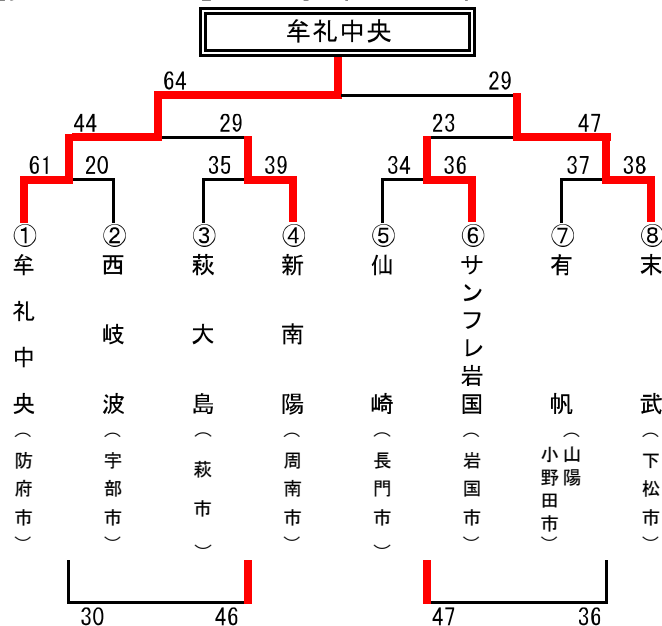 牟礼中央
64 29
44 29 23 47
61 20 35 39 34 36 37 38
① ② ③ ④ ⑤ ⑥ ⑦ ⑧
牟礼中央（防府市）
西岐波（宇部市）
萩大島（萩市）
新南陽（周南市）
仙崎（長門市）
サンフレ岩国（岩国市）
有帆（山陽
小野田市）
末武（下松市）
30 46 47 36